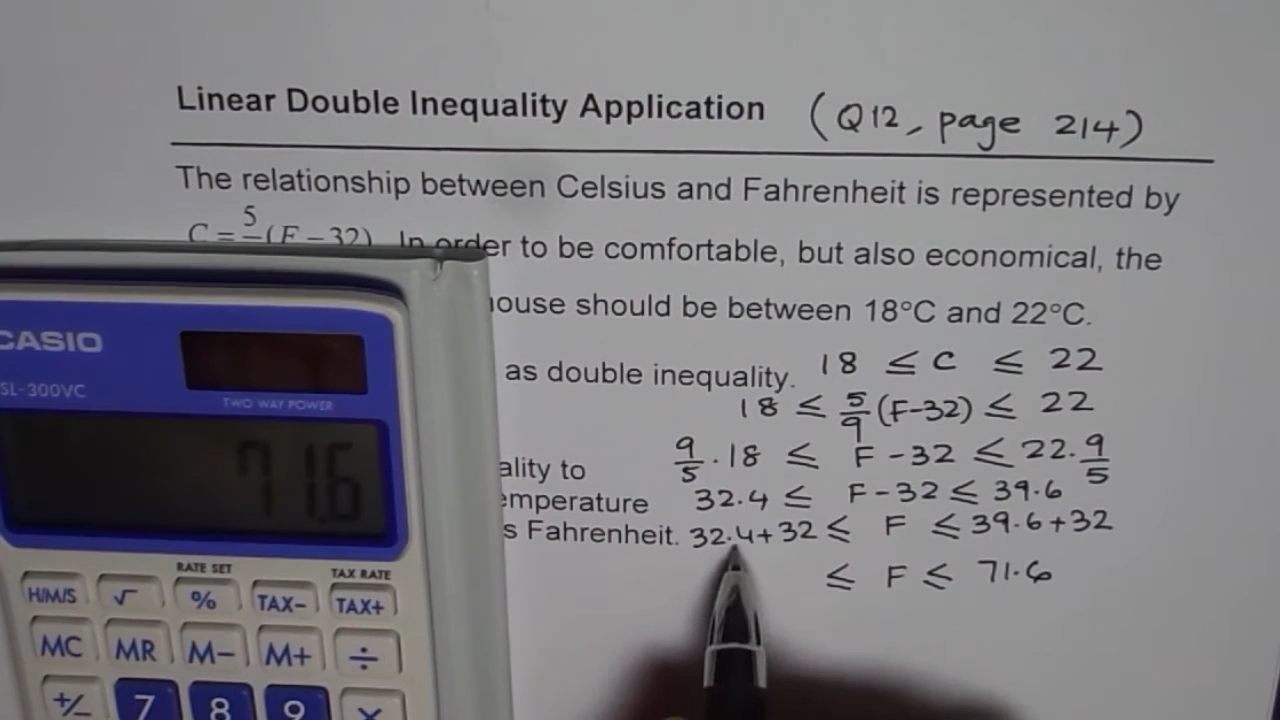 Linear Double Inequality Application (Q12, page 214)
The relationship between Celsius and Fahrenheit is represented by
C = 5 (F - 32). In order to be comfortable, but also economical, the
house should be between 18°C and 22°C.
as double inequality. 18 ≤ C ≤ 22
18 ≤ 5/9 (F-32) ≤ 22
ality to 9/5 · 18 ≤ F - 32 ≤ 22 · 9/5
emperature 32.4 ≤ F - 32 ≤ 39.6
s Fahrenheit. 32.4 + 32 ≤ F ≤ 39.6 + 32
≤ F ≤ 71.6
CASIO
SL-300VC
TWO WAY POWER
71.6
RATE SET TAX RATE
H/M/S √ % TAX- TAX+
MC MR M- M+ ÷
+/- 7 8 9 ×